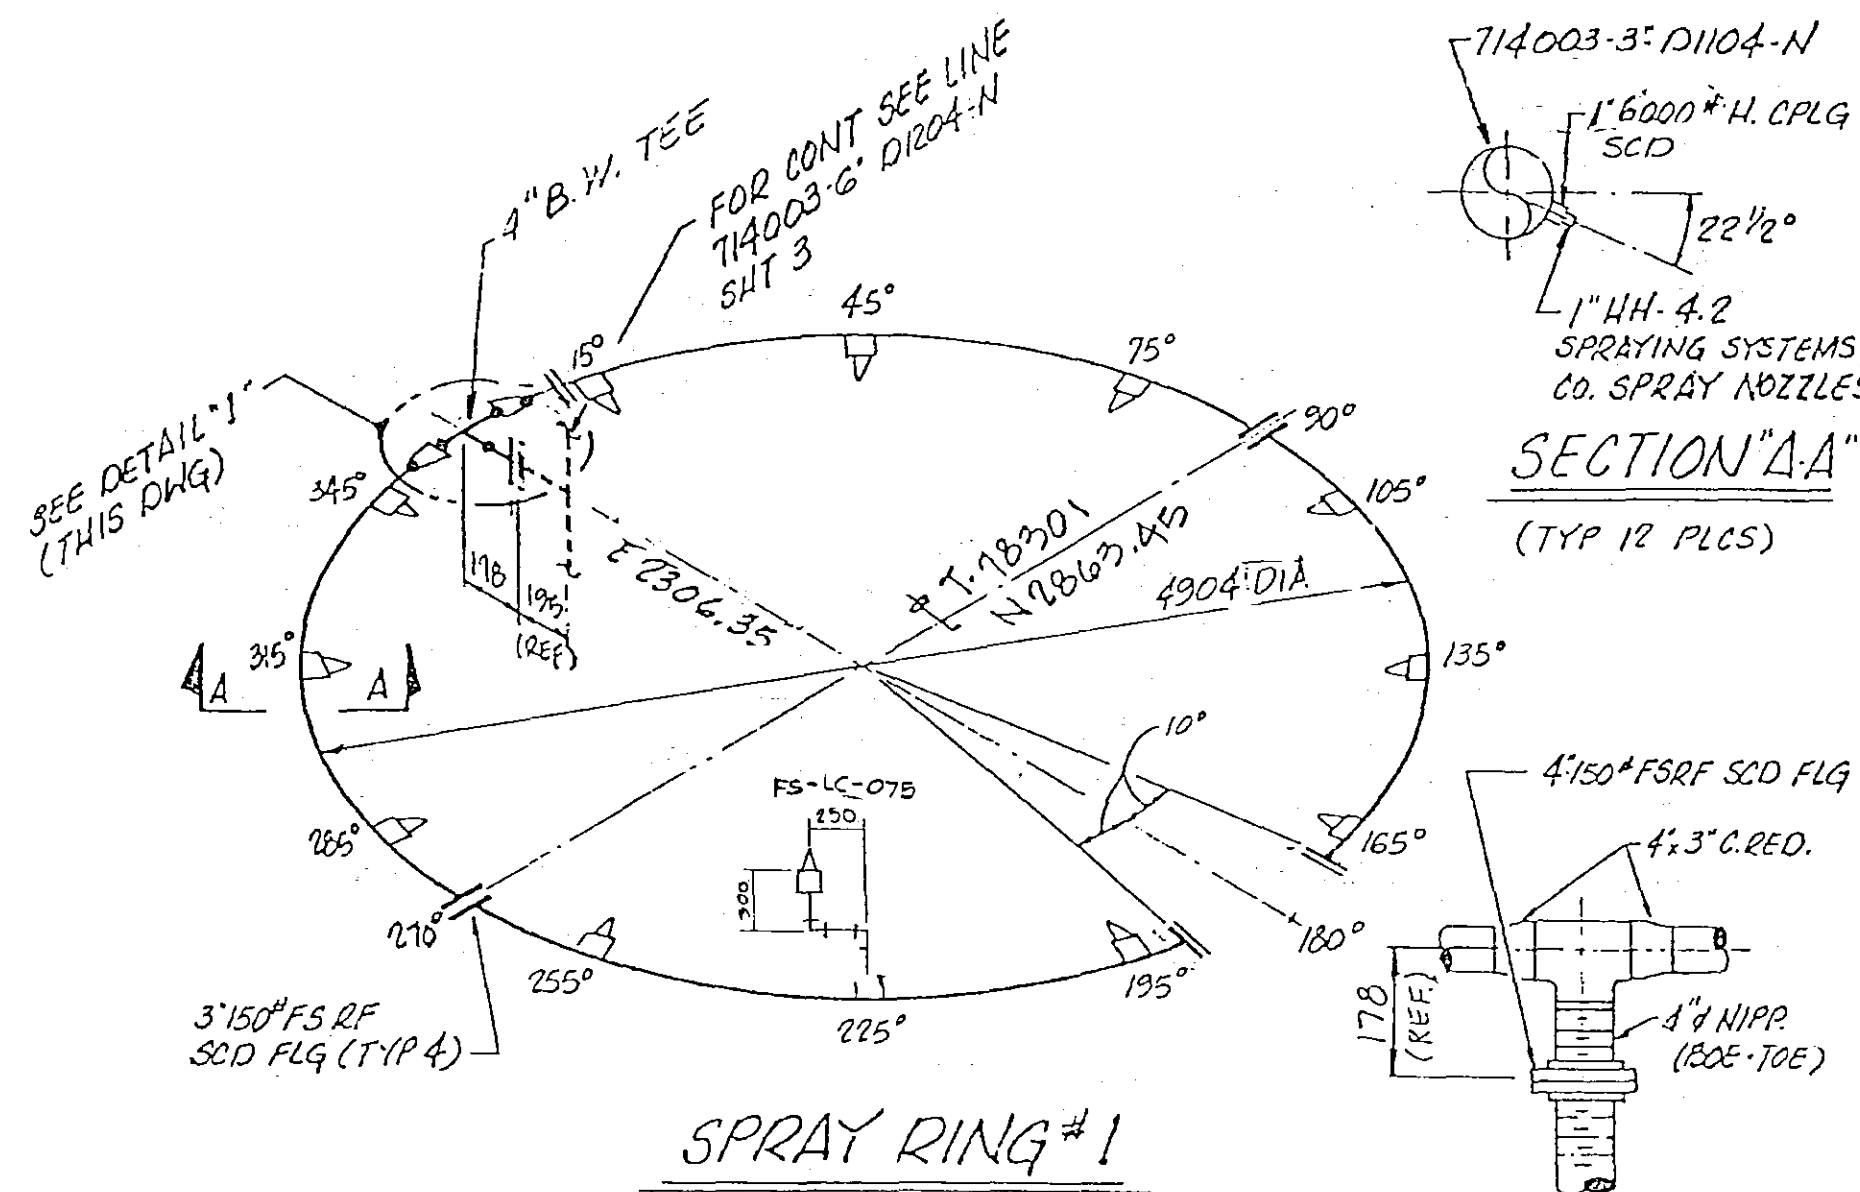 714003-3" D1104-N
1" 6000# H. CPLG
SCD
22 1/2°
1" HH-4.2
SPRAYING SYSTEMS
CO. SPRAY NOZZLES
SECTION "A-A"
(TYP 12 PLCS)
4" B.W. TEE
FOR CONT SEE LINE
714003-6" D1204-N
SHT 3
SEE DETAIL "1"
(THIS DWG)
15°
45°
75°
90°
105°
135°
165°
180°
195°
225°
255°
270°
285°
315°
345°
178
195
(REF)
E 2306.35
T-78301
N 2863.45
4904 DIA
10°
A
A
FS-LC-075
250
300
3" 150# FS RF
SCD FLG (TYP 4)
4" 150# FSRF SCD FLG
4" x 3" C.RED.
178
(REF.)
4" Ø NIPP.
(BOE-TOE)
SPRAY RING #1